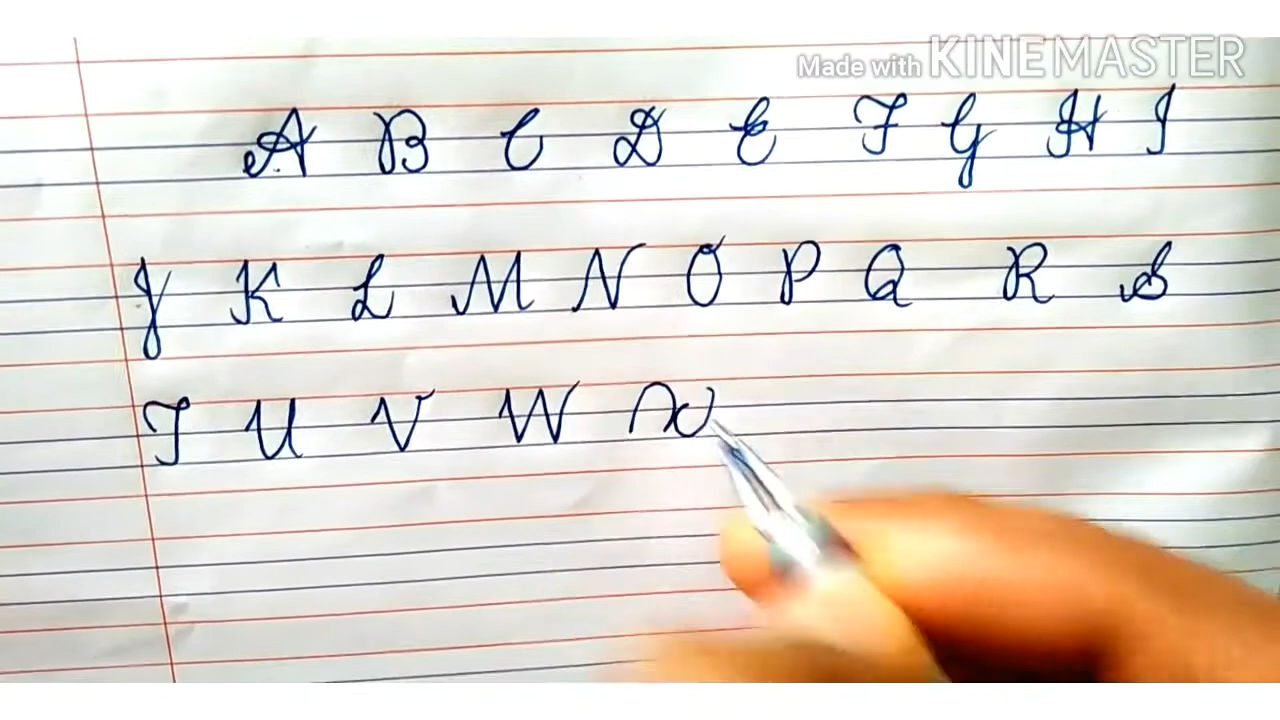 Made with KINEMASTER
A B C D E F G H I
J K L M N O P Q R S
T U V W X